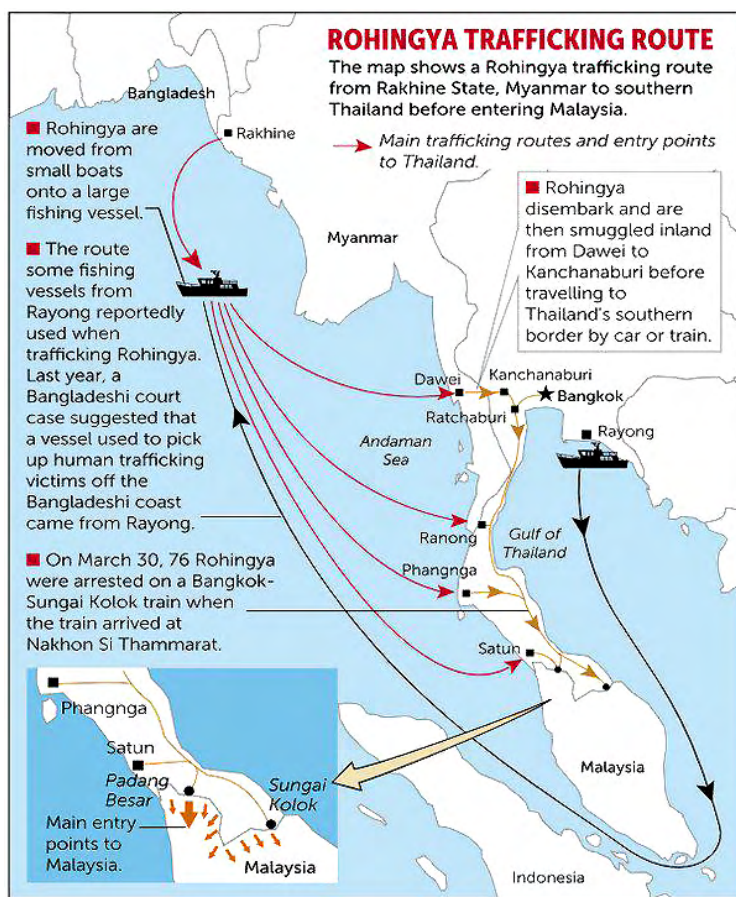 ROHINGYA TRAFFICKING ROUTE
The map shows a Rohingya trafficking route
from Rakhine State, Myanmar to southern
Thailand before entering Malaysia.
Main trafficking routes and entry points
to Thailand.
Bangladesh
Rakhine
Rohingya are
moved from
small boats
onto a large
fishing vessel.
Myanmar
Rohingya
disembark and are
then smuggled inland
from Dawei to
Kanchanaburi before
travelling to
Thailand's southern
border by car or train.
The route
some fishing
vessels from
Rayong reportedly
used when
trafficking Rohingya.
Last year, a
Bangladeshi court
case suggested that
a vessel used to pick
up human trafficking
victims off the
Bangladeshi coast
came from Rayong.
Dawei
Kanchanaburi
Bangkok
Ratchaburi
Rayong
Andaman
Sea
Ranong
Gulf of
Thailand
Phangnga
On March 30, 76 Rohingya
were arrested on a Bangkok-
Sungai Kolok train when
the train arrived at
Nakhon Si Thammarat.
Satun
Malaysia
Indonesia
Phangnga
Satun
Padang
Besar
Sungai
Kolok
Main entry
points to
Malaysia.
Malaysia